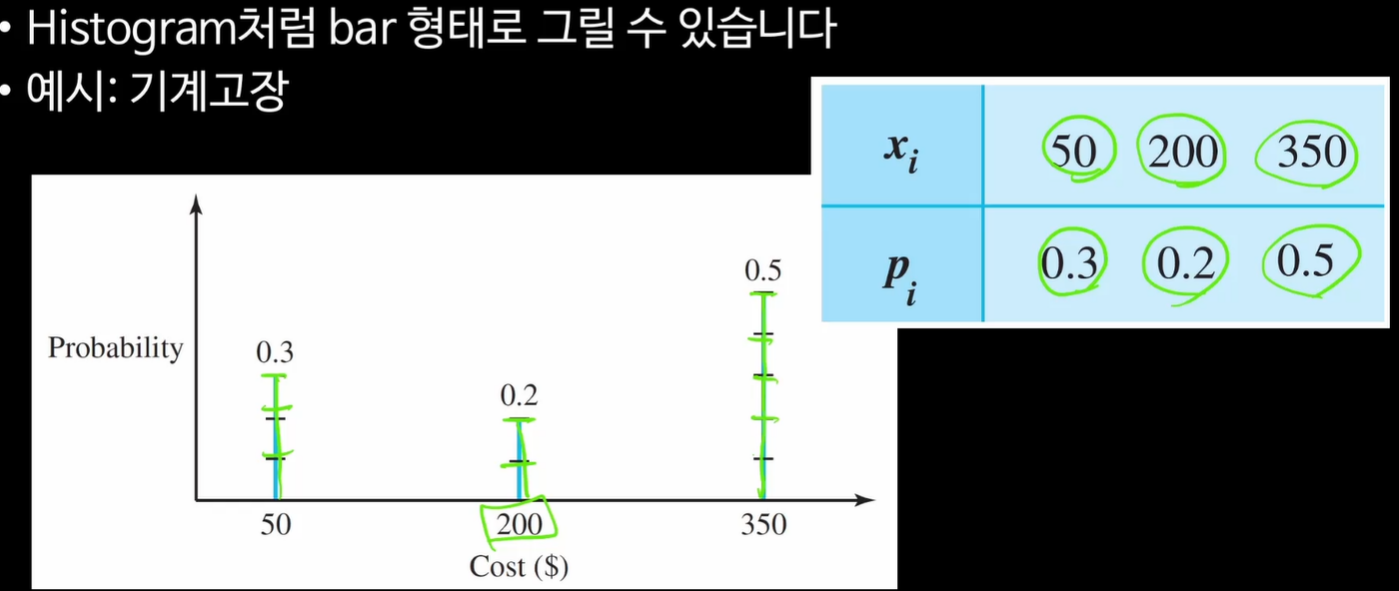 • Histogram처럼 bar 형태로 그릴 수 있습니다
• 예시: 기계고장
xᵢ 50 200 350
pᵢ 0.3 0.2 0.5
0.5
Probability
0.3
0.2
50 200 350
Cost ($)